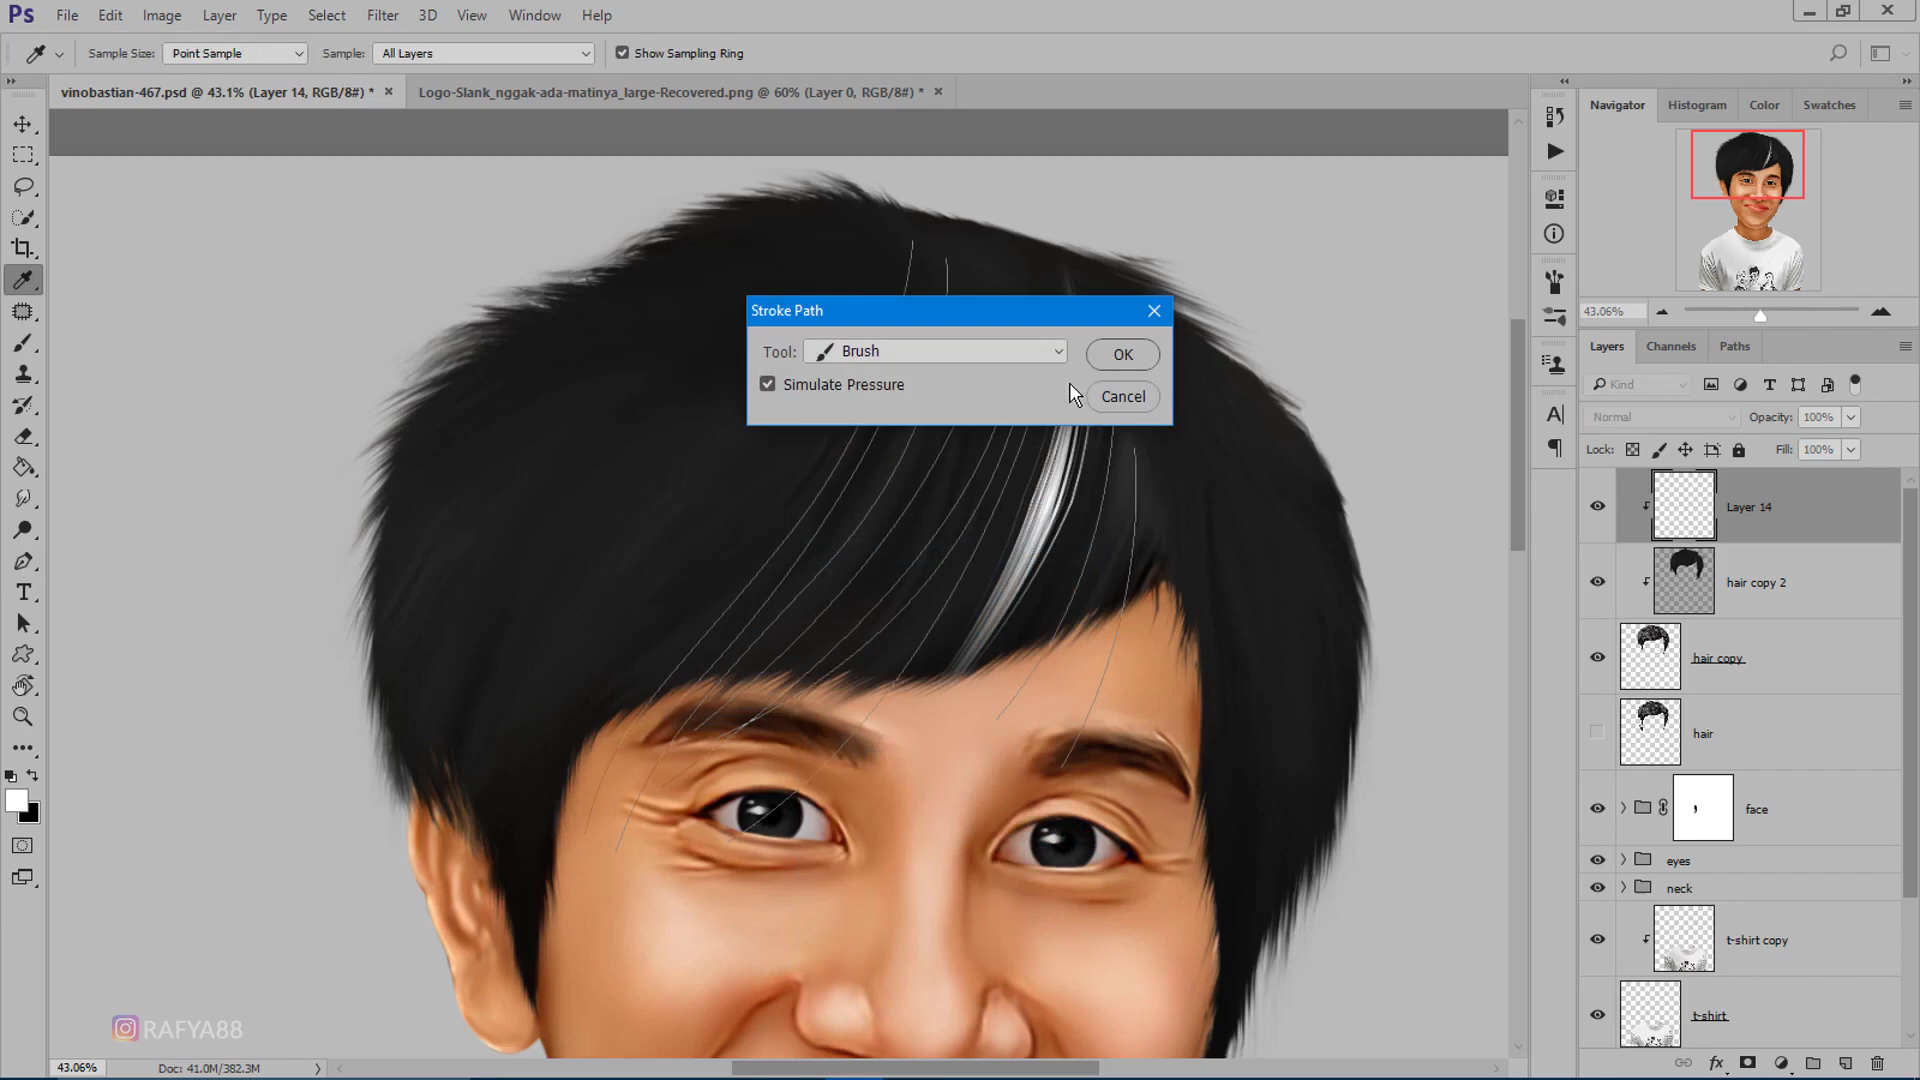 Ps File Edit Image Layer Type Select Filter 3D View Window Help
Sample Size: Point Sample Sample: All Layers Show Sampling Ring
vinobastian-467.psd @ 43.1% (Layer 14, RGB/8#) * Logo-Slank_nggak-ada-matinya_large-Recovered.png @ 60% (Layer 0, RGB/8#) *
Navigator Histogram Color Swatches
43.06%
Stroke Path
Tool: Brush OK
Simulate Pressure Cancel
Layers Channels Paths
Kind
Normal Opacity: 100%
Lock: Fill: 100%
Layer 14
hair copy 2
hair copy
hair
face
eyes
neck
t-shirt copy
t-shirt
RAFYA88
43.06% Doc: 41.0M/382.3M